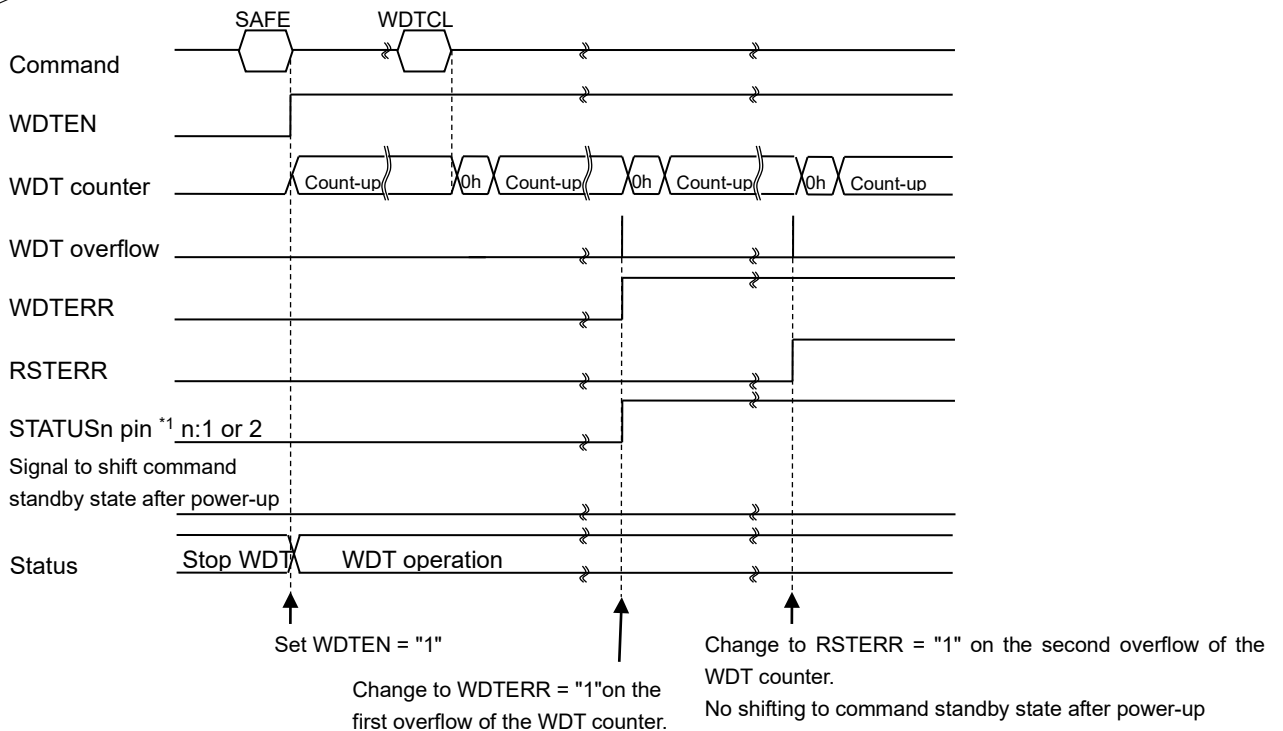 SAFE WDTCL
Command
WDTEN
WDT counter Count-up 0h Count-up 0h Count-up 0h Count-up
WDT overflow
WDTERR
RSTERR
STATUSn pin *1 n:1 or 2
Signal to shift command
standby state after power-up
Status Stop WDT WDT operation
Set WDTEN = "1"
Change to WDTERR = "1"on the
first overflow of the WDT counter.
Change to RSTERR = "1" on the second overflow of the
WDT counter.
No shifting to command standby state after power-up